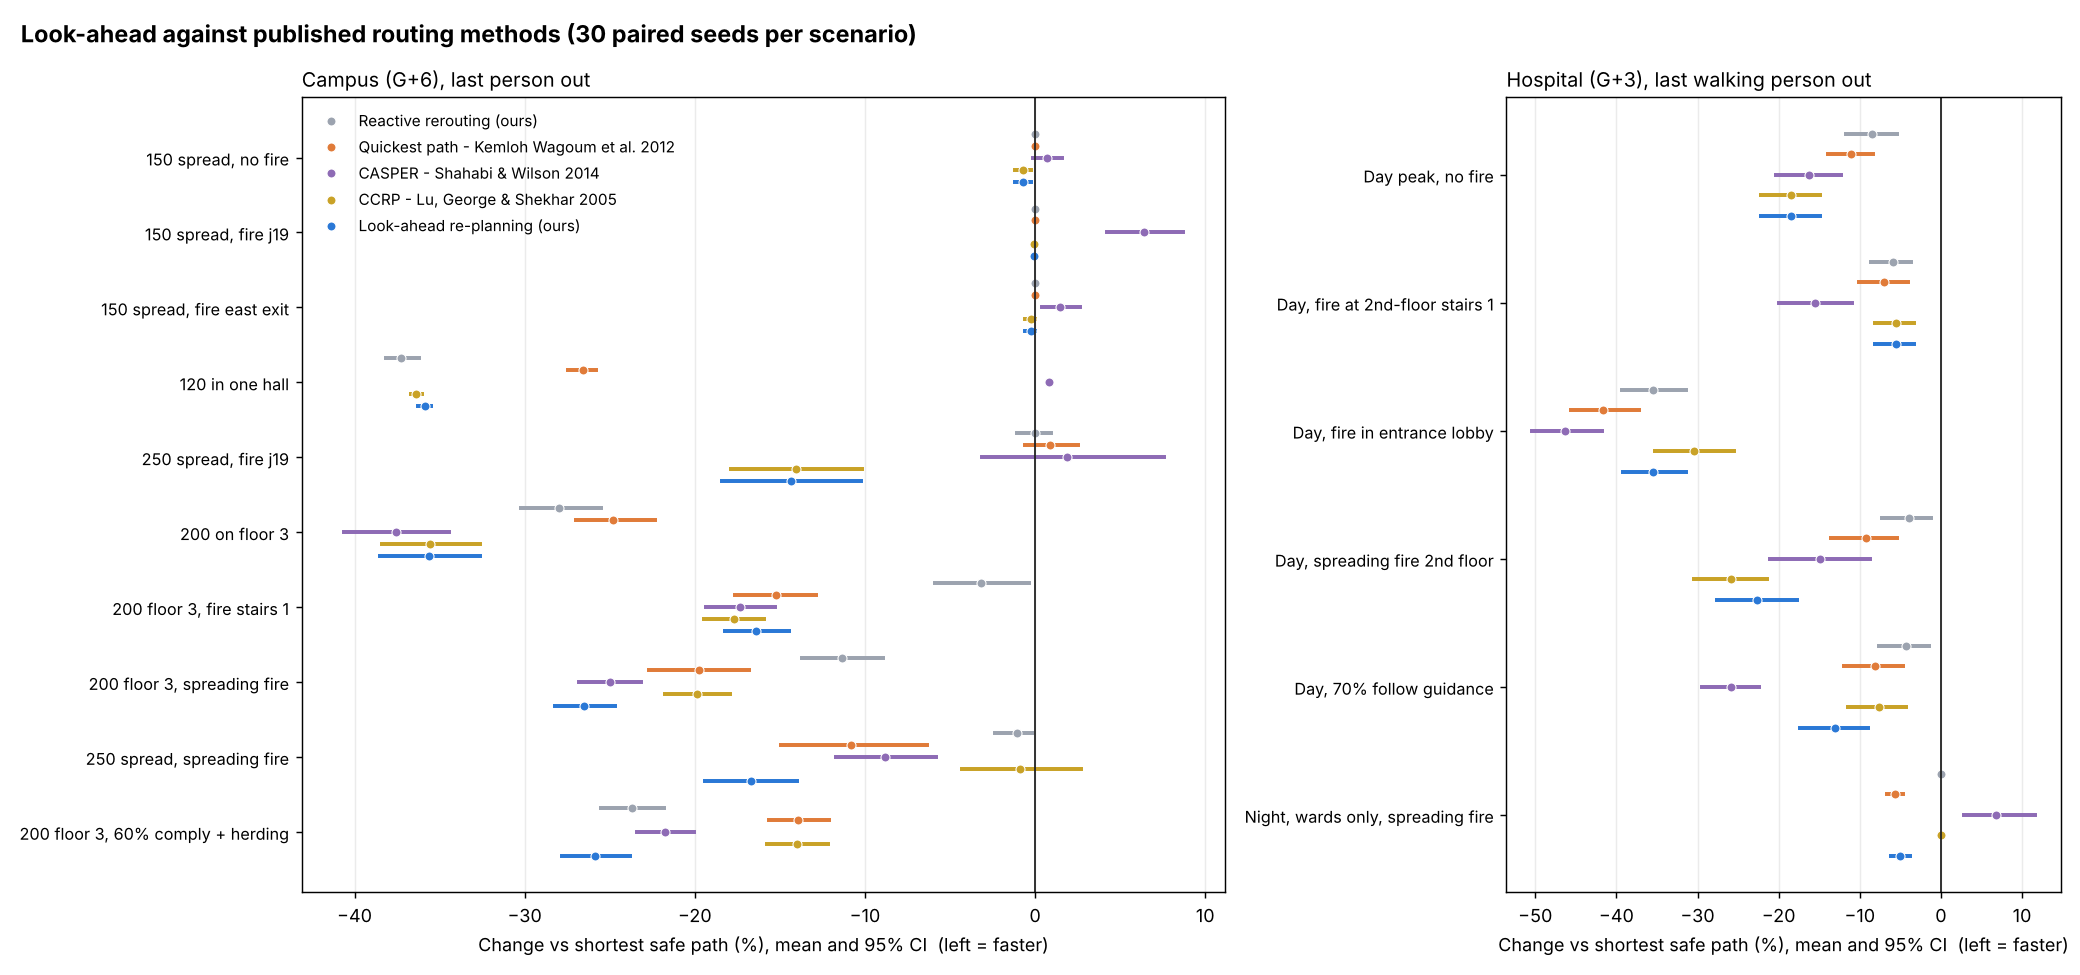 Look-ahead against published routing methods (30 paired seeds per scenario)
Campus (G+6), last person out
Reactive rerouting (ours)
Quickest path - Kemloh Wagoum et al. 2012
CASPER - Shahabi & Wilson 2014
CCRP - Lu, George & Shekhar 2005
Look-ahead re-planning (ours)
150 spread, no fire
150 spread, fire j19
150 spread, fire east exit
120 in one hall
250 spread, fire j19
200 on floor 3
200 floor 3, fire stairs 1
200 floor 3, spreading fire
250 spread, spreading fire
200 floor 3, 60% comply + herding
−40 −30 −20 −10 0 10
Change vs shortest safe path (%), mean and 95% CI (left = faster)
Hospital (G+3), last walking person out
Day peak, no fire
Day, fire at 2nd-floor stairs 1
Day, fire in entrance lobby
Day, spreading fire 2nd floor
Day, 70% follow guidance
Night, wards only, spreading fire
−50 −40 −30 −20 −10 0 10
Change vs shortest safe path (%), mean and 95% CI (left = faster)